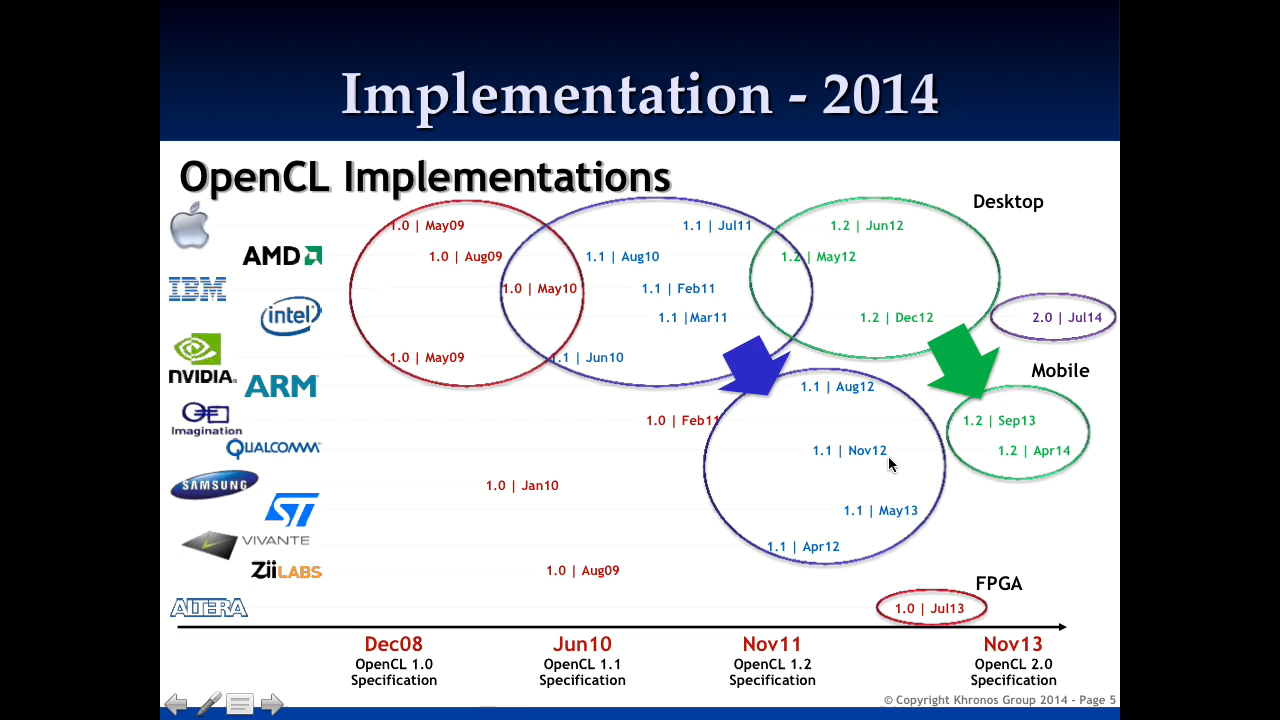 Implementation - 2014
OpenCL Implementations
Desktop
1.0 | May09
1.1 | Jul11
1.2 | Jun12
AMD
1.0 | Aug09
1.1 | Aug10
1.2 | May12
IBM
1.0 | May10
1.1 | Feb11
intel
1.1 |Mar11
1.2 | Dec12
2.0 | Jul14
NVIDIA
1.0 | May09
1.1 | Jun10
Mobile
ARM
1.1 | Aug12
Imagination
1.0 | Feb11
1.2 | Sep13
QUALCOMM
1.1 | Nov12
1.2 | Apr14
SAMSUNG
1.0 | Jan10
ST
1.1 | May13
VIVANTE
1.1 | Apr12
ZiiLABS
1.0 | Aug09
FPGA
ALTERA
1.0 | Jul13
Dec08
OpenCL 1.0
Specification
Jun10
OpenCL 1.1
Specification
Nov11
OpenCL 1.2
Specification
Nov13
OpenCL 2.0
Specification
© Copyright Khronos Group 2014 - Page 5